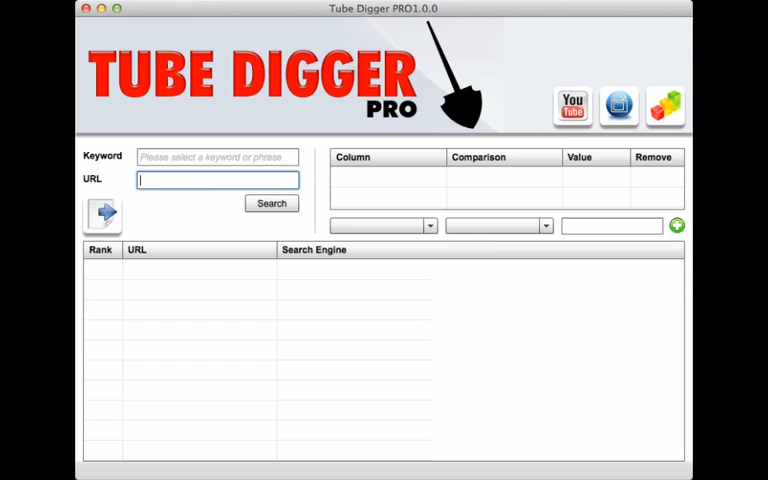 Tube Digger PRO1.0.0
TUBE DIGGER
PRO
You
Tube
Keyword
Please select a keyword or phrase
URL
Search
Column Comparison Value Remove
Rank URL Search Engine